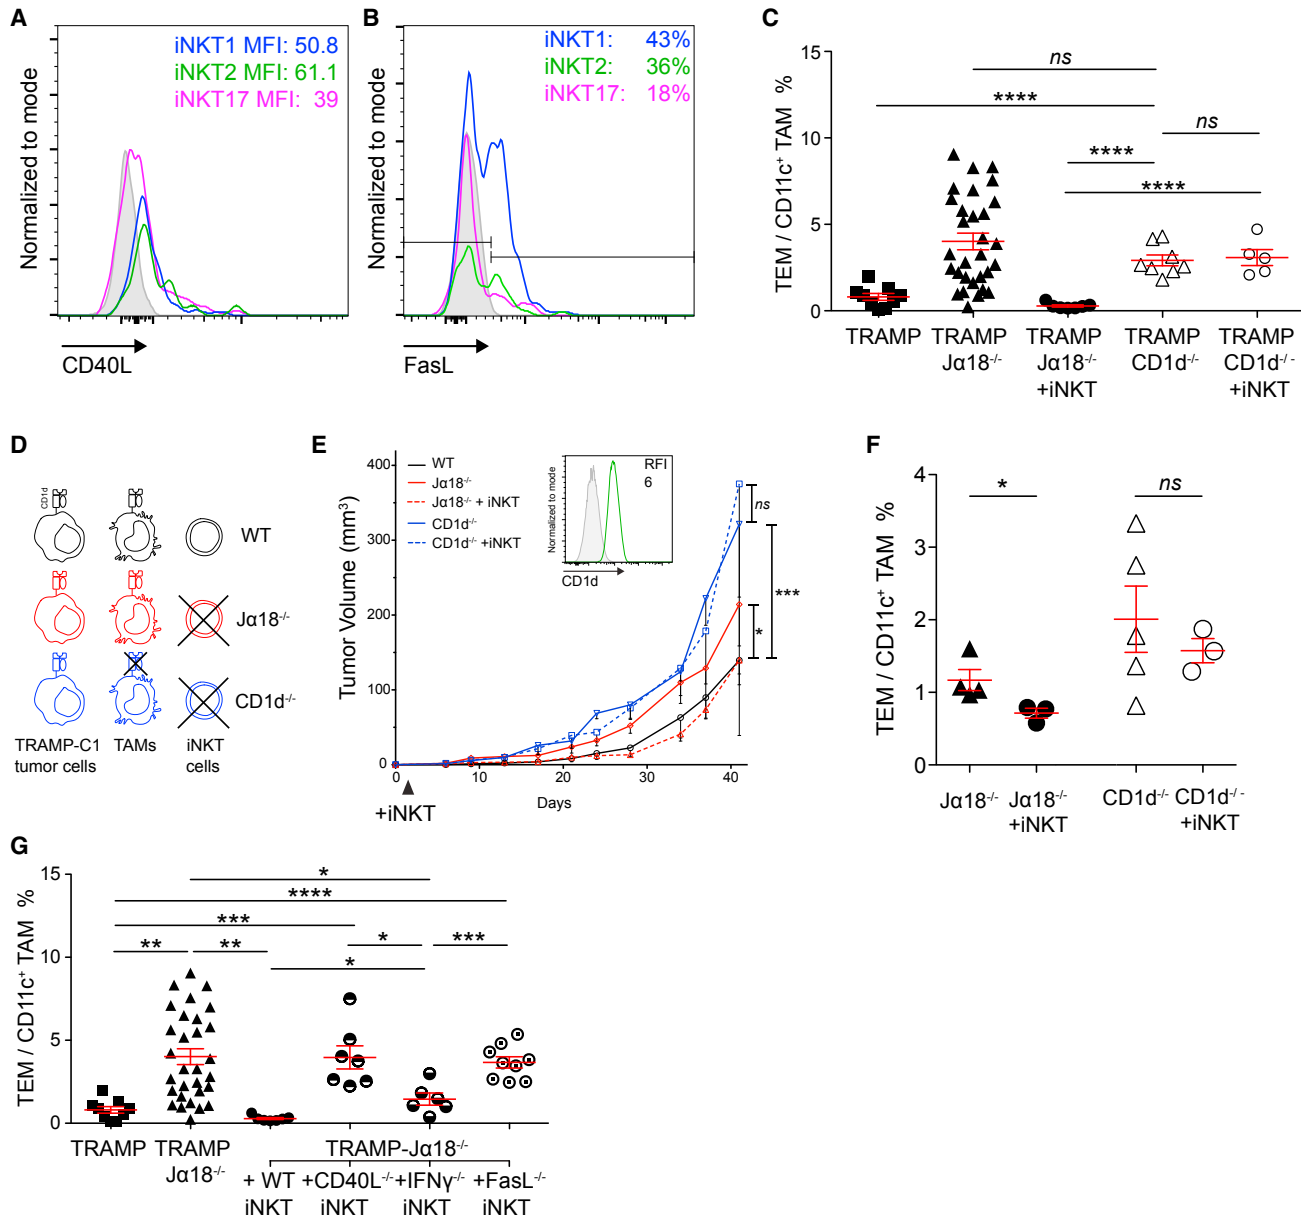 A
iNKT1 MFI: 50.8
iNKT2 MFI: 61.1
iNKT17 MFI: 39
Normalized to mode
CD40L
B
iNKT1: 43%
iNKT2: 36%
iNKT17: 18%
Normalized to mode
FasL
C
TEM / CD11c⁺ TAM %
15
10
5
0
ns
****
ns
****
****
TRAMP
TRAMP Jα18⁻/⁻
TRAMP Jα18⁻/⁻ +iNKT
TRAMP CD1d⁻/⁻
TRAMP CD1d⁻/⁻ +iNKT
D
CD1d
WT
Jα18⁻/⁻
CD1d⁻/⁻
TRAMP-C1 tumor cells
TAMs
iNKT cells
E
Tumor Volume (mm³)
400
300
200
100
0
WT
Jα18⁻/⁻
Jα18⁻/⁻ + iNKT
CD1d⁻/⁻
CD1d⁻/⁻ +iNKT
Normalized to mode
RFI
6
CD1d
ns
***
*
0 10 20 30 40
Days
+iNKT
F
TEM / CD11c⁺ TAM %
4
3
2
1
0
*
ns
Jα18⁻/⁻
Jα18⁻/⁻ +iNKT
CD1d⁻/⁻
CD1d⁻/⁻ +iNKT
G
TEM / CD11c⁺ TAM %
15
10
5
0
*
****
***
**
**
*
***
*
TRAMP
TRAMP Jα18⁻/⁻
TRAMP-Jα18⁻/⁻
+ WT iNKT
+CD40L⁻/⁻ iNKT
+IFNγ⁻/⁻ iNKT
+FasL⁻/⁻ iNKT